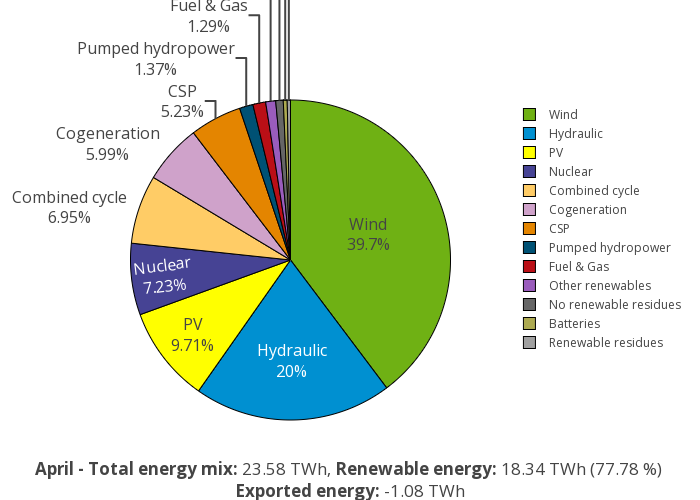 Fuel & Gas
1.29%
Pumped hydropower
1.37%
CSP
5.23%
Cogeneration
5.99%
Combined cycle
6.95%
Nuclear
7.23%
PV
9.71%
Hydraulic
20%
Wind
39.7%
Wind
Hydraulic
PV
Nuclear
Combined cycle
Cogeneration
CSP
Pumped hydropower
Fuel & Gas
Other renewables
No renewable residues
Batteries
Renewable residues
April - Total energy mix: 23.58 TWh, Renewable energy: 18.34 TWh (77.78 %)
Exported energy: -1.08 TWh